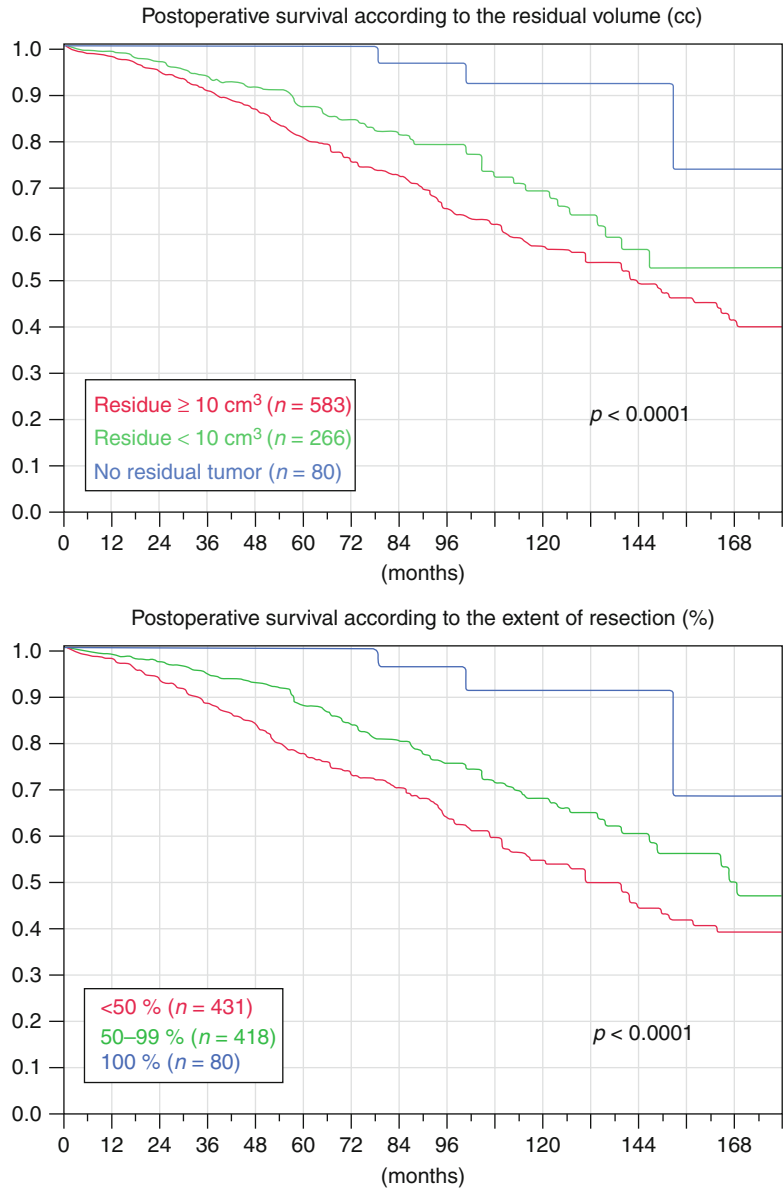 Postoperative survival according to the residual volume (cc)
1.0
0.9
0.8
0.7
0.6
0.5
0.4
0.3
0.2
0.1
0.0
Residue ≥ 10 cm³ (n = 583)
Residue < 10 cm³ (n = 266)
No residual tumor (n = 80)
p < 0.0001
0 12 24 36 48 60 72 84 96 120 144 168
(months)
Postoperative survival according to the extent of resection (%)
1.0
0.9
0.8
0.7
0.6
0.5
0.4
0.3
0.2
0.1
0.0
<50 % (n = 431)
50–99 % (n = 418)
100 % (n = 80)
p < 0.0001
0 12 24 36 48 60 72 84 96 120 144 168
(months)